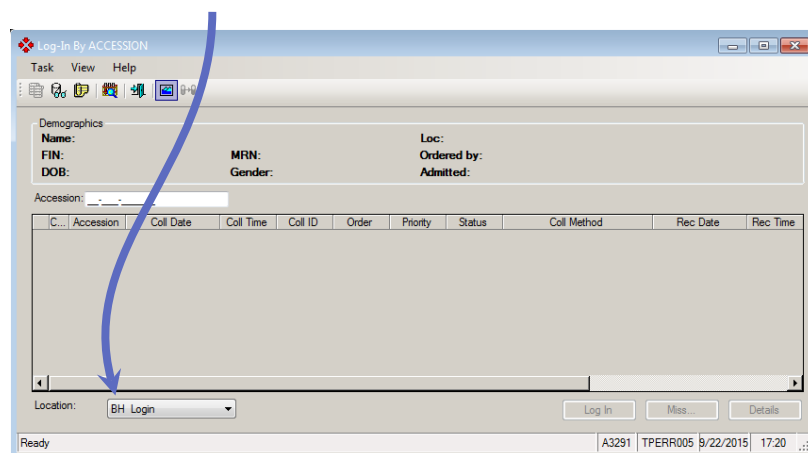 Log-In By ACCESSION
Task View Help
Demographics
Name: Loc:
FIN: MRN: Ordered by:
DOB: Gender: Admitted:
Accession: _-__-____
C... Accession Coll Date Coll Time Coll ID Order Priority Status Coll Method Rec Date Rec Time
Location: BH Login Log In Miss... Details
Ready A3291 TPERR005 9/22/2015 17:20